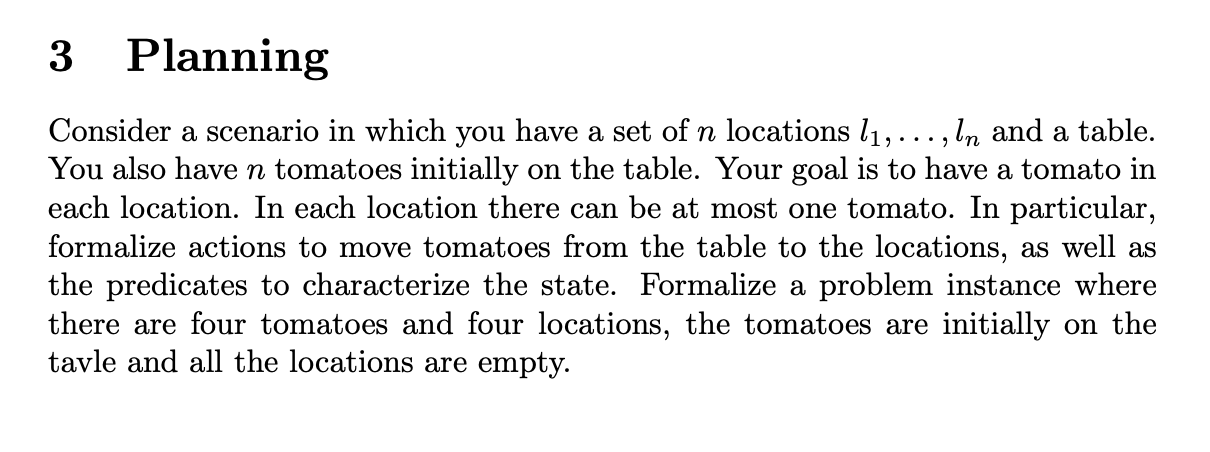 3 Planning
Consider a scenario in which you have a set of n locations l₁, . . . , lₙ and a table.
You also have n tomatoes initially on the table. Your goal is to have a tomato in
each location. In each location there can be at most one tomato. In particular,
formalize actions to move tomatoes from the table to the locations, as well as
the predicates to characterize the state. Formalize a problem instance where
there are four tomatoes and four locations, the tomatoes are initially on the
tavle and all the locations are empty.